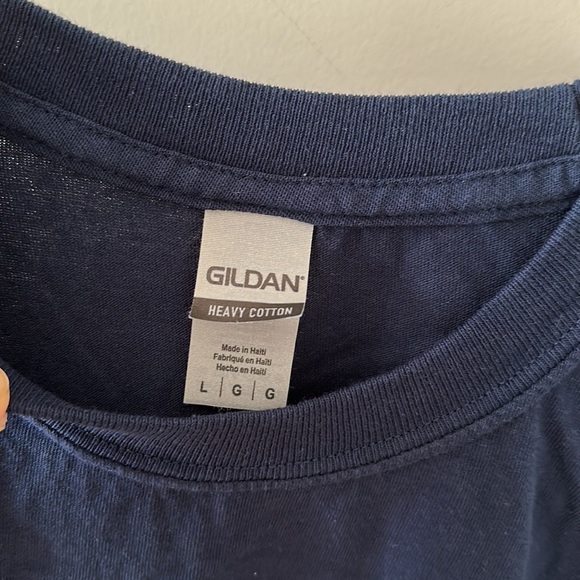 GILDAN®
HEAVY COTTON
Made in Haiti
Fabriqué en Haïti
Hecho en Haití
L | G | G